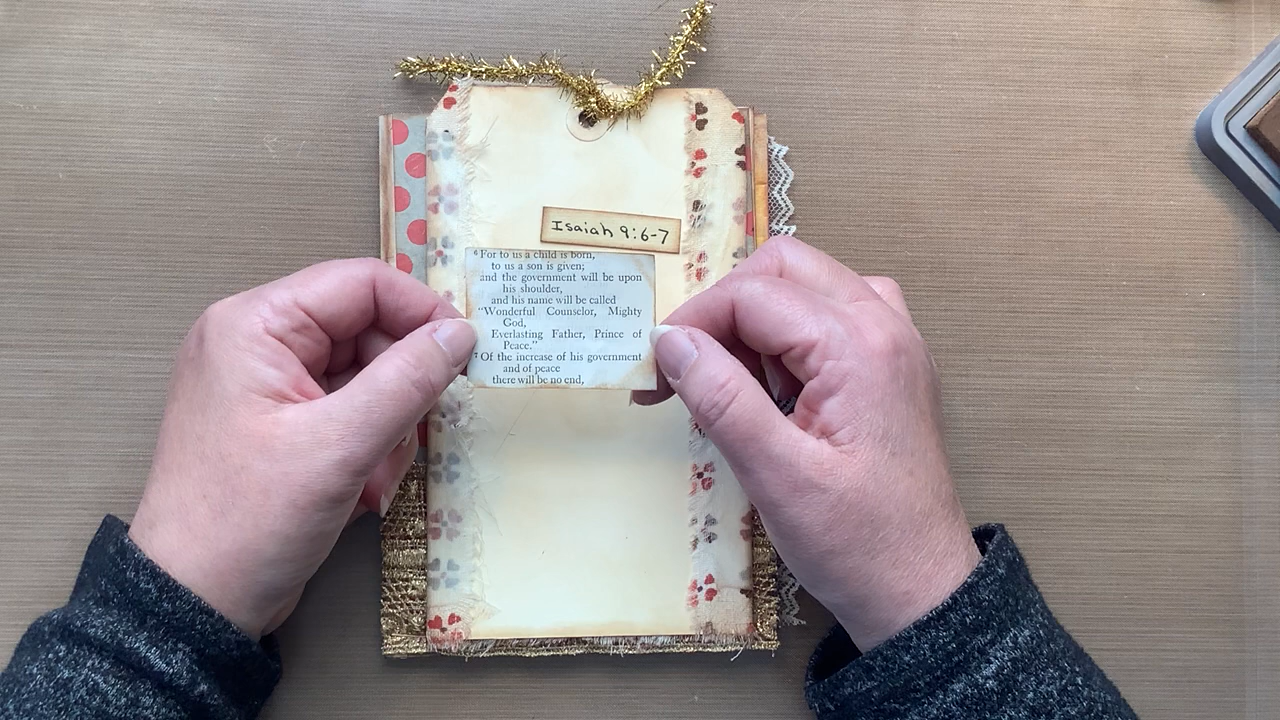 Isaiah 9:6-7
⁶ For to us a child is born,
to us a son is given;
and the government will be upon
his shoulder,
and his name will be called
“Wonderful Counselor, Mighty
God,
Everlasting Father, Prince of
Peace.”
⁷ Of the increase of his government
and of peace
there will be no end,